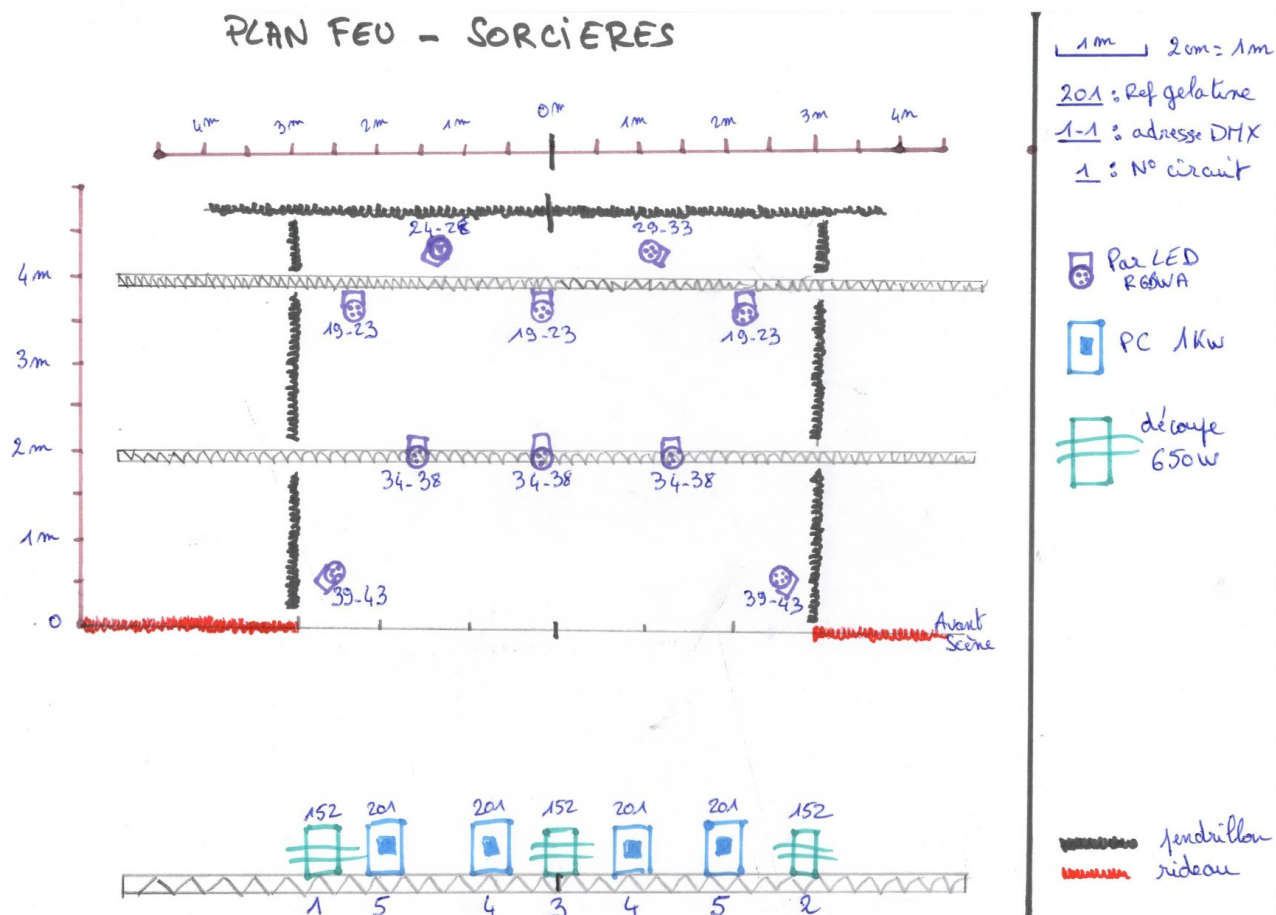 PLAN FEU - SORCIERES
4m 3m 2m 1m 0m 1m 2m 3m 4m
24-28 29-33
4m
19-23 19-23 19-23
3m
2m
34-38 34-38 34-38
1m
39-43 39-43
0
Avant
Scène
152 201 201 152 201 201 152
1 5 4 3 4 5 2
1m 2cm = 1m
201 : Ref gelatine
1-1 : adresse DMX
1 : N° circuit
Par LED
RGBWA
PC 1Kw
découpe
650w
pendrillon
rideau